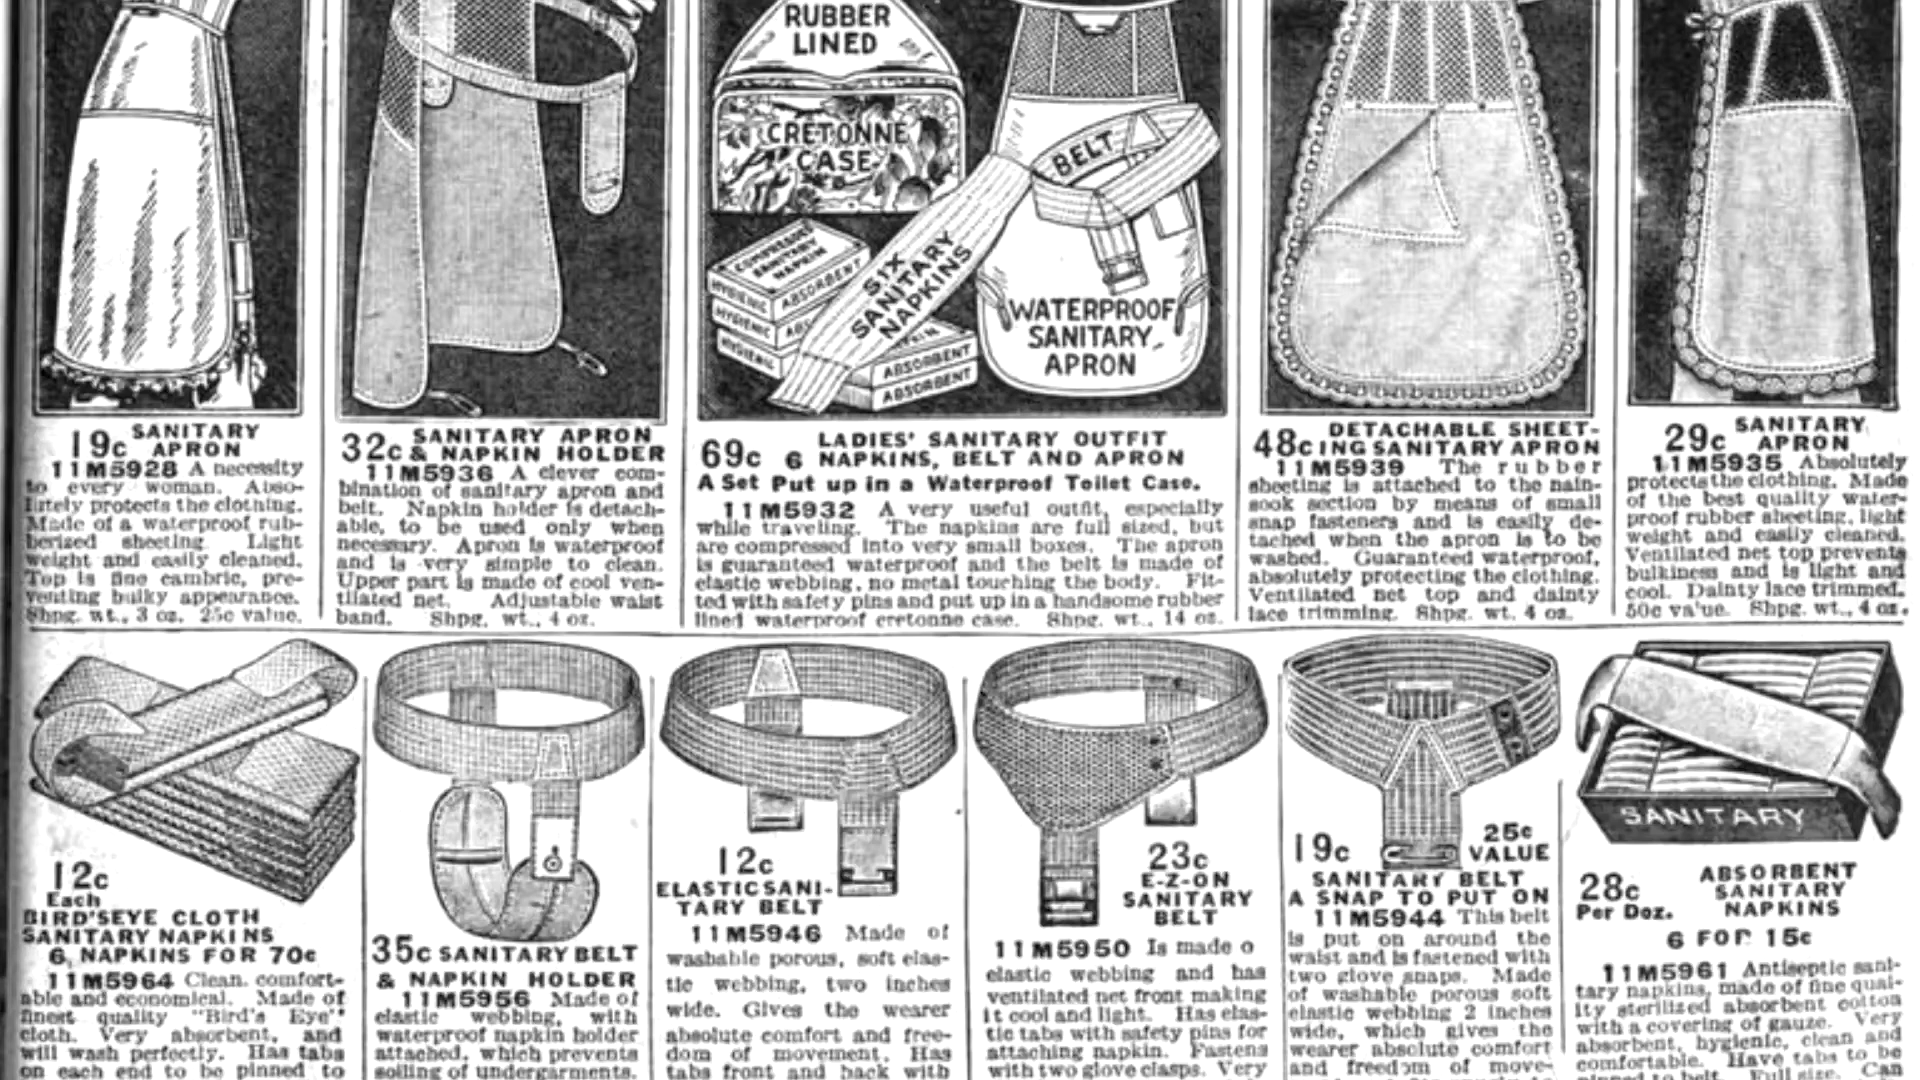 RUBBER
LINED
CRETONNE
CASE
BELT
COMPRESSED
SANITARY
NAPKIN
HYGIENIC
ABSORBENT
HYGIENIC
ABS
HYGIENIC
SIX
SANITARY
NAPKINS
ABSORBENT
ABSORBENT
WATERPROOF
SANITARY
APRON
19c SANITARY
APRON
11M5928 A necessity
to every woman. Abso-
lutely protects the clothing.
Made of a waterproof rub-
berized sheeting. Light
weight and easily cleaned.
Top is fine cambric, pre-
venting bulky appearance.
Shpg. wt., 3 oz. 25c value.
32c SANITARY APRON
& NAPKIN HOLDER
11M5936 A clever com-
bination of sanitary apron and
belt. Napkin holder is detach-
able, to be used only when
necessary. Apron is waterproof
and is very simple to clean.
Upper part is made of cool ven-
tilated net. Adjustable waist
band. Shpg. wt., 4 oz.
69c LADIES' SANITARY OUTFIT
6 NAPKINS, BELT AND APRON
A Set Put up in a Waterproof Toilet Case.
11M5932 A very useful outfit, especially
while traveling. The napkins are full sized, but
are compressed into very small boxes. The apron
is guaranteed waterproof and the belt is made of
elastic webbing, no metal touching the body. Fit-
ted with safety pins and put up in a handsome rubber
lined waterproof cretonne case. Shpg. wt., 14 oz.
48c DETACHABLE SHEET-
ING SANITARY APRON
11M5939 The rubber
sheeting is attached to the nain-
sook section by means of small
snap fasteners and is easily de-
tached when the apron is to be
washed. Guaranteed waterproof,
absolutely protecting the clothing.
Ventilated net top and dainty
lace trimming. Shpg. wt. 4 oz.
29c SANITARY
APRON
11M5935 Absolutely
protects the clothing. Made
of the best quality water-
proof rubber sheeting, light
weight and easily cleaned.
Ventilated net top prevents
bulkiness and is light and
cool. Dainty lace trimmed.
50c value. Shpg. wt., 4 oz.
12c
Each
BIRD'SEYE CLOTH
SANITARY NAPKINS
6 NAPKINS FOR 70c
11M5964 Clean, comfort-
able and economical. Made of
finest quality "Bird's Eye"
cloth. Very absorbent, and
will wash perfectly. Has tabs
on each end to be pinned to
35c SANITARY BELT
& NAPKIN HOLDER
11M5956 Made of
elastic webbing, with
waterproof napkin holder
attached, which prevents
soiling of undergarments.
12c
ELASTIC SANI-
TARY BELT
11M5946 Made of
washable porous, soft elas-
tic webbing, two inches
wide. Gives the wearer
absolute comfort and free-
dom of movement. Has
tabs front and back with
23c
E-Z-ON
SANITARY
BELT
11M5950 Is made o
elastic webbing and has
ventilated net front making
it cool and light. Has elas-
tic tabs with safety pins for
attaching napkin. Fastens
with two glove clasps. Very
19c 25c
VALUE
SANITARY BELT
A SNAP TO PUT ON
11M5944 This belt
is put on around the
waist and is fastened with
two glove snaps. Made
of washable porous soft
elastic webbing 2 inches
wide, which gives the
wearer absolute comfort
and freedom of move-
SANITARY
28c
Per Doz.
ABSORBENT
SANITARY
NAPKINS
6 FOR 15c
11M5961 Antiseptic sani-
tary napkins, made of fine qual-
ity sterilized absorbent cotton
with a covering of gauze. Very
absorbent, hygienic, clean and
comfortable. Have tabs to be
pinned to belt. Full size. Can